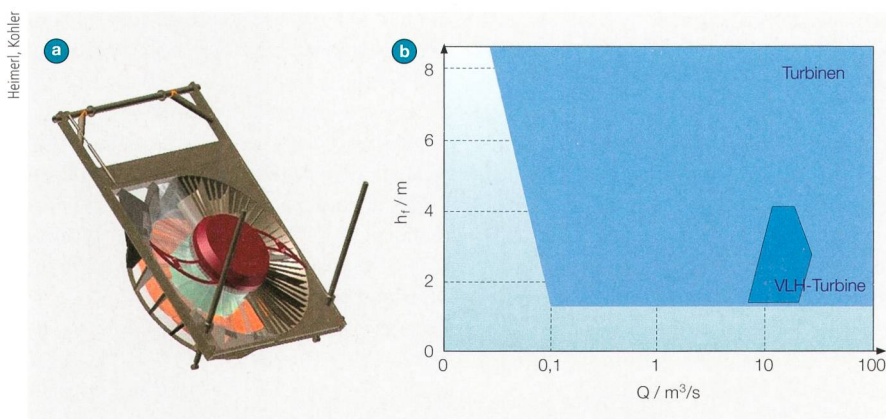 Heimerl, Kohler
a
b
Turbinen
VLH-Turbine
8
6
4
2
0
h_f / m
0
0,1
1
10
100
Q / m³/s